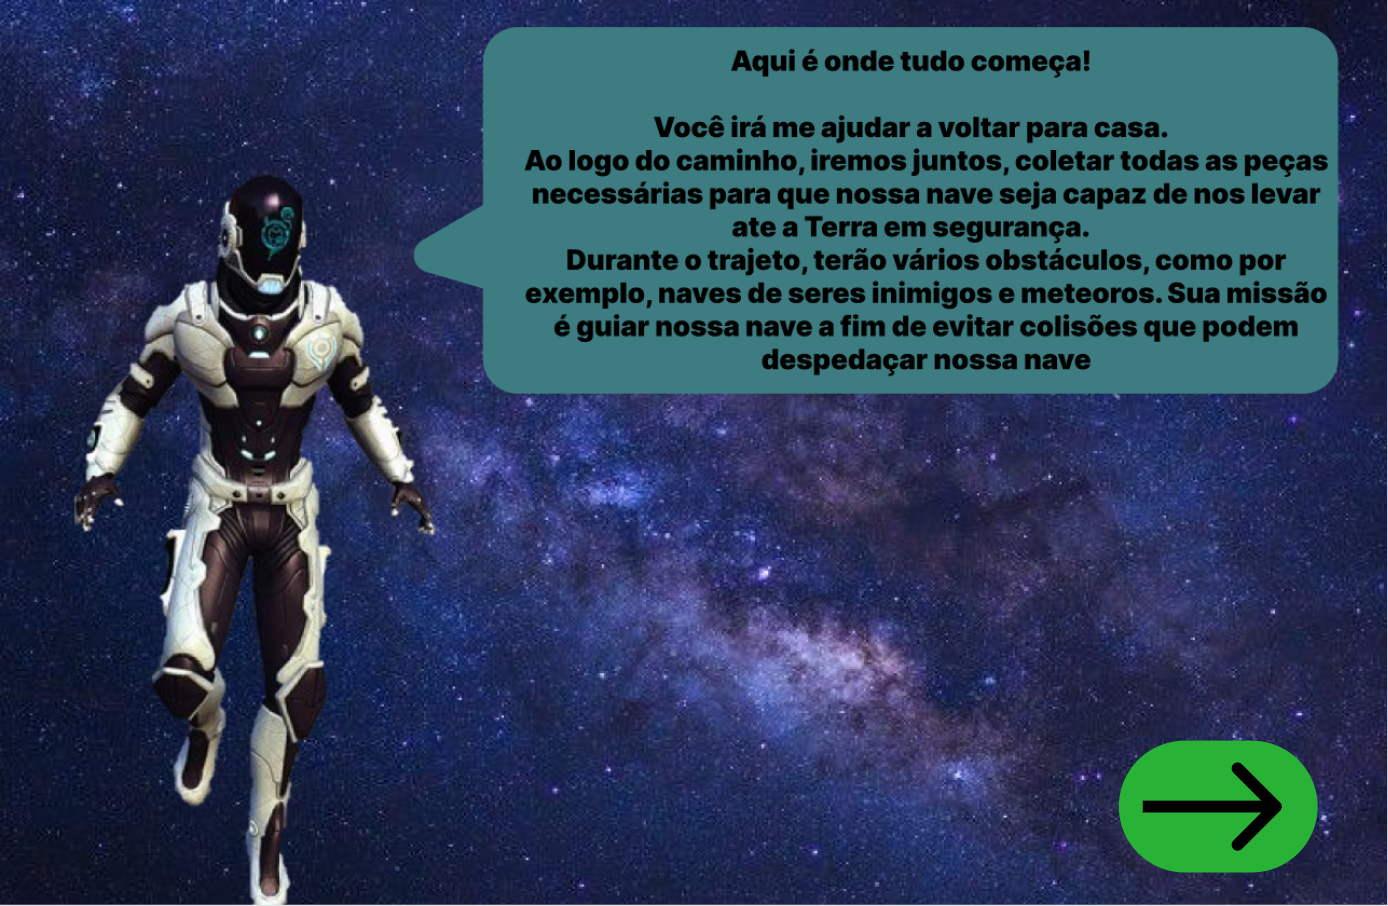 Aqui é onde tudo começa!
Você irá me ajudar a voltar para casa.
Ao logo do caminho, iremos juntos, coletar todas as peças
necessárias para que nossa nave seja capaz de nos levar
ate a Terra em segurança.
Durante o trajeto, terão vários obstáculos, como por
exemplo, naves de seres inimigos e meteoros. Sua missão
é guiar nossa nave a fim de evitar colisões que podem
despedaçar nossa nave